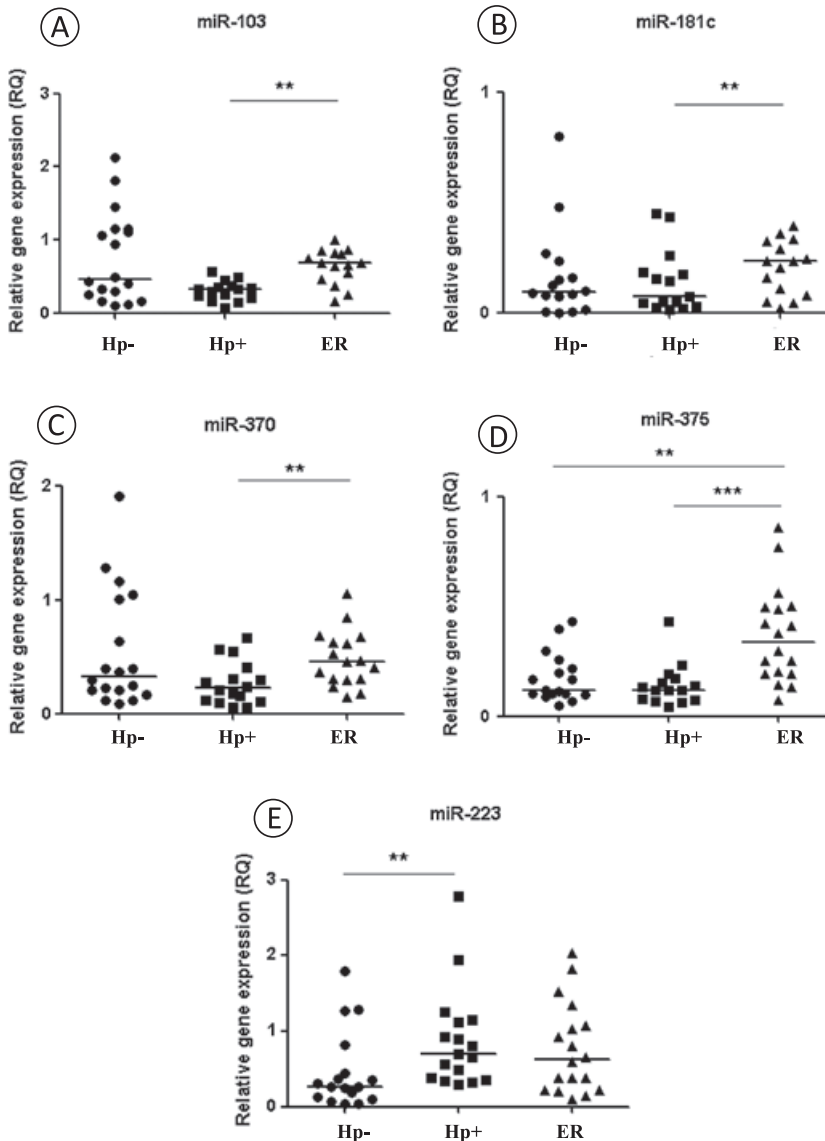 A
miR-103
Relative gene expression (RQ)
3
2
1
0
**
Hp-
Hp+
ER
B
miR-181c
Relative gene expression (RQ)
1
0
**
Hp-
Hp+
ER
C
miR-370
Relative gene expression (RQ)
2
1
0
**
Hp-
Hp+
ER
D
miR-375
Relative gene expression (RQ)
1
0
**
***
Hp-
Hp+
ER
E
miR-223
Relative gene expression (RQ)
3
2
1
0
**
Hp-
Hp+
ER